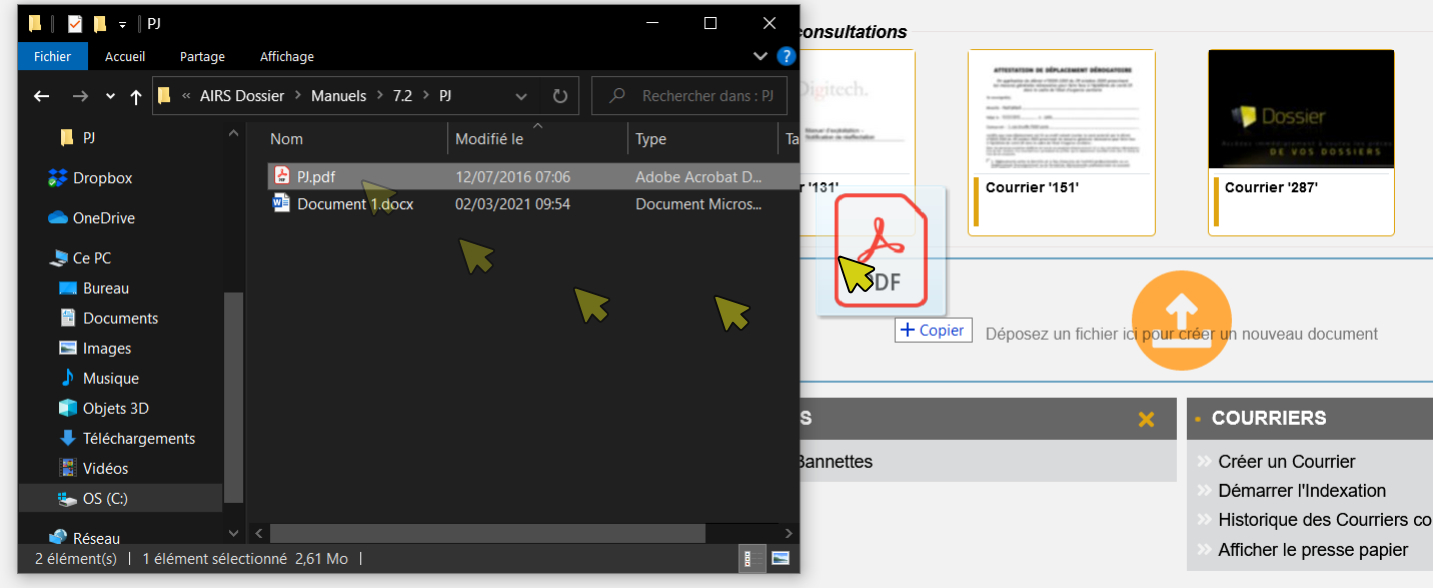 PJ
Fichier
Accueil
Partage
Affichage
?
« AIRS Dossier > Manuels > 7.2 > PJ
Rechercher dans : PJ
PJ
Dropbox
OneDrive
Ce PC
Bureau
Documents
Images
Musique
Objets 3D
Téléchargements
Vidéos
OS (C:)
Réseau
Nom
Modifié le
Type
Ta
PJ.pdf
12/07/2016 07:06
Adobe Acrobat D...
Document 1.docx
02/03/2021 09:54
Document Micros...
2 élément(s)
1 élément sélectionné 2,61 Mo
onsultations
Digitech.
r '131'
ATTESTATION DE DÉPLACEMENT DÉROGATOIRE
Courrier '151'
Dossier
DE VOS DOSSIERS
Courrier '287'
PDF
+ Copier
Déposez un fichier ici pour créer un nouveau document
S
Bannettes
COURRIERS
Créer un Courrier
Démarrer l'Indexation
Historique des Courriers co
Afficher le presse papier